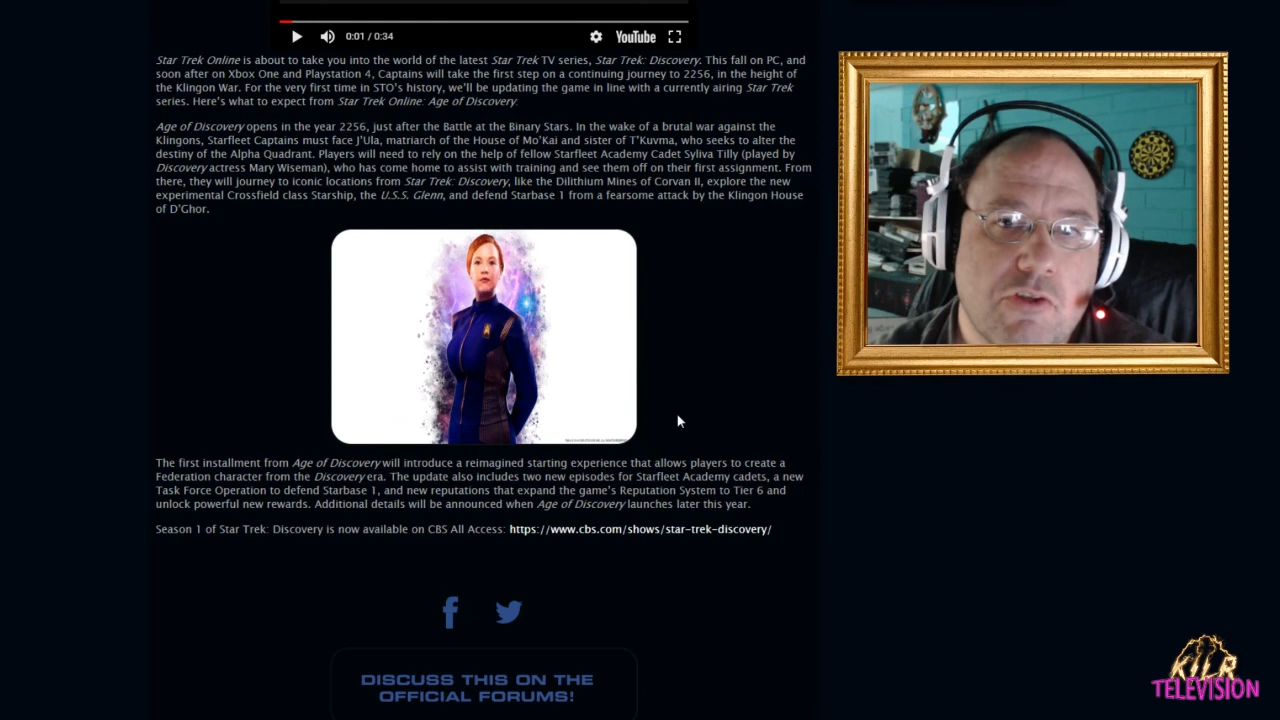 0:01 / 0:34
YouTube
Star Trek Online is about to take you into the world of the latest Star Trek TV series, Star Trek: Discovery. This fall on PC, and
soon after on Xbox One and Playstation 4, Captains will take the first step on a continuing journey to 2256, in the height of
the Klingon War. For the very first time in STO's history, we'll be updating the game in line with a currently airing Star Trek
series. Here's what to expect from Star Trek Online: Age of Discovery.
Age of Discovery opens in the year 2256, just after the Battle at the Binary Stars. In the wake of a brutal war against the
Klingons, Starfleet Captains must face J'Ula, matriarch of the House of Mo'Kai and sister of T'Kuvma, who seeks to alter the
destiny of the Alpha Quadrant. Players will need to rely on the help of fellow Starfleet Academy Cadet Syliva Tilly (played by
Discovery actress Mary Wiseman), who has come home to assist with training and see them off on their first assignment. From
there, they will journey to iconic locations from Star Trek: Discovery, like the Dilithium Mines of Corvan II, explore the new
experimental Crossfield class Starship, the U.S.S. Glenn, and defend Starbase 1 from a fearsome attack by the Klingon House
of D'Ghor.
The first installment from Age of Discovery will introduce a reimagined starting experience that allows players to create a
Federation character from the Discovery era. The update also includes two new episodes for Starfleet Academy cadets, a new
Task Force Operation to defend Starbase 1, and new reputations that expand the game's Reputation System to Tier 6 and
unlock powerful new rewards. Additional details will be announced when Age of Discovery launches later this year.
Season 1 of Star Trek: Discovery is now available on CBS All Access: https://www.cbs.com/shows/star-trek-discovery/
DISCUSS THIS ON THE
OFFICIAL FORUMS!
KILR
TELEVISION